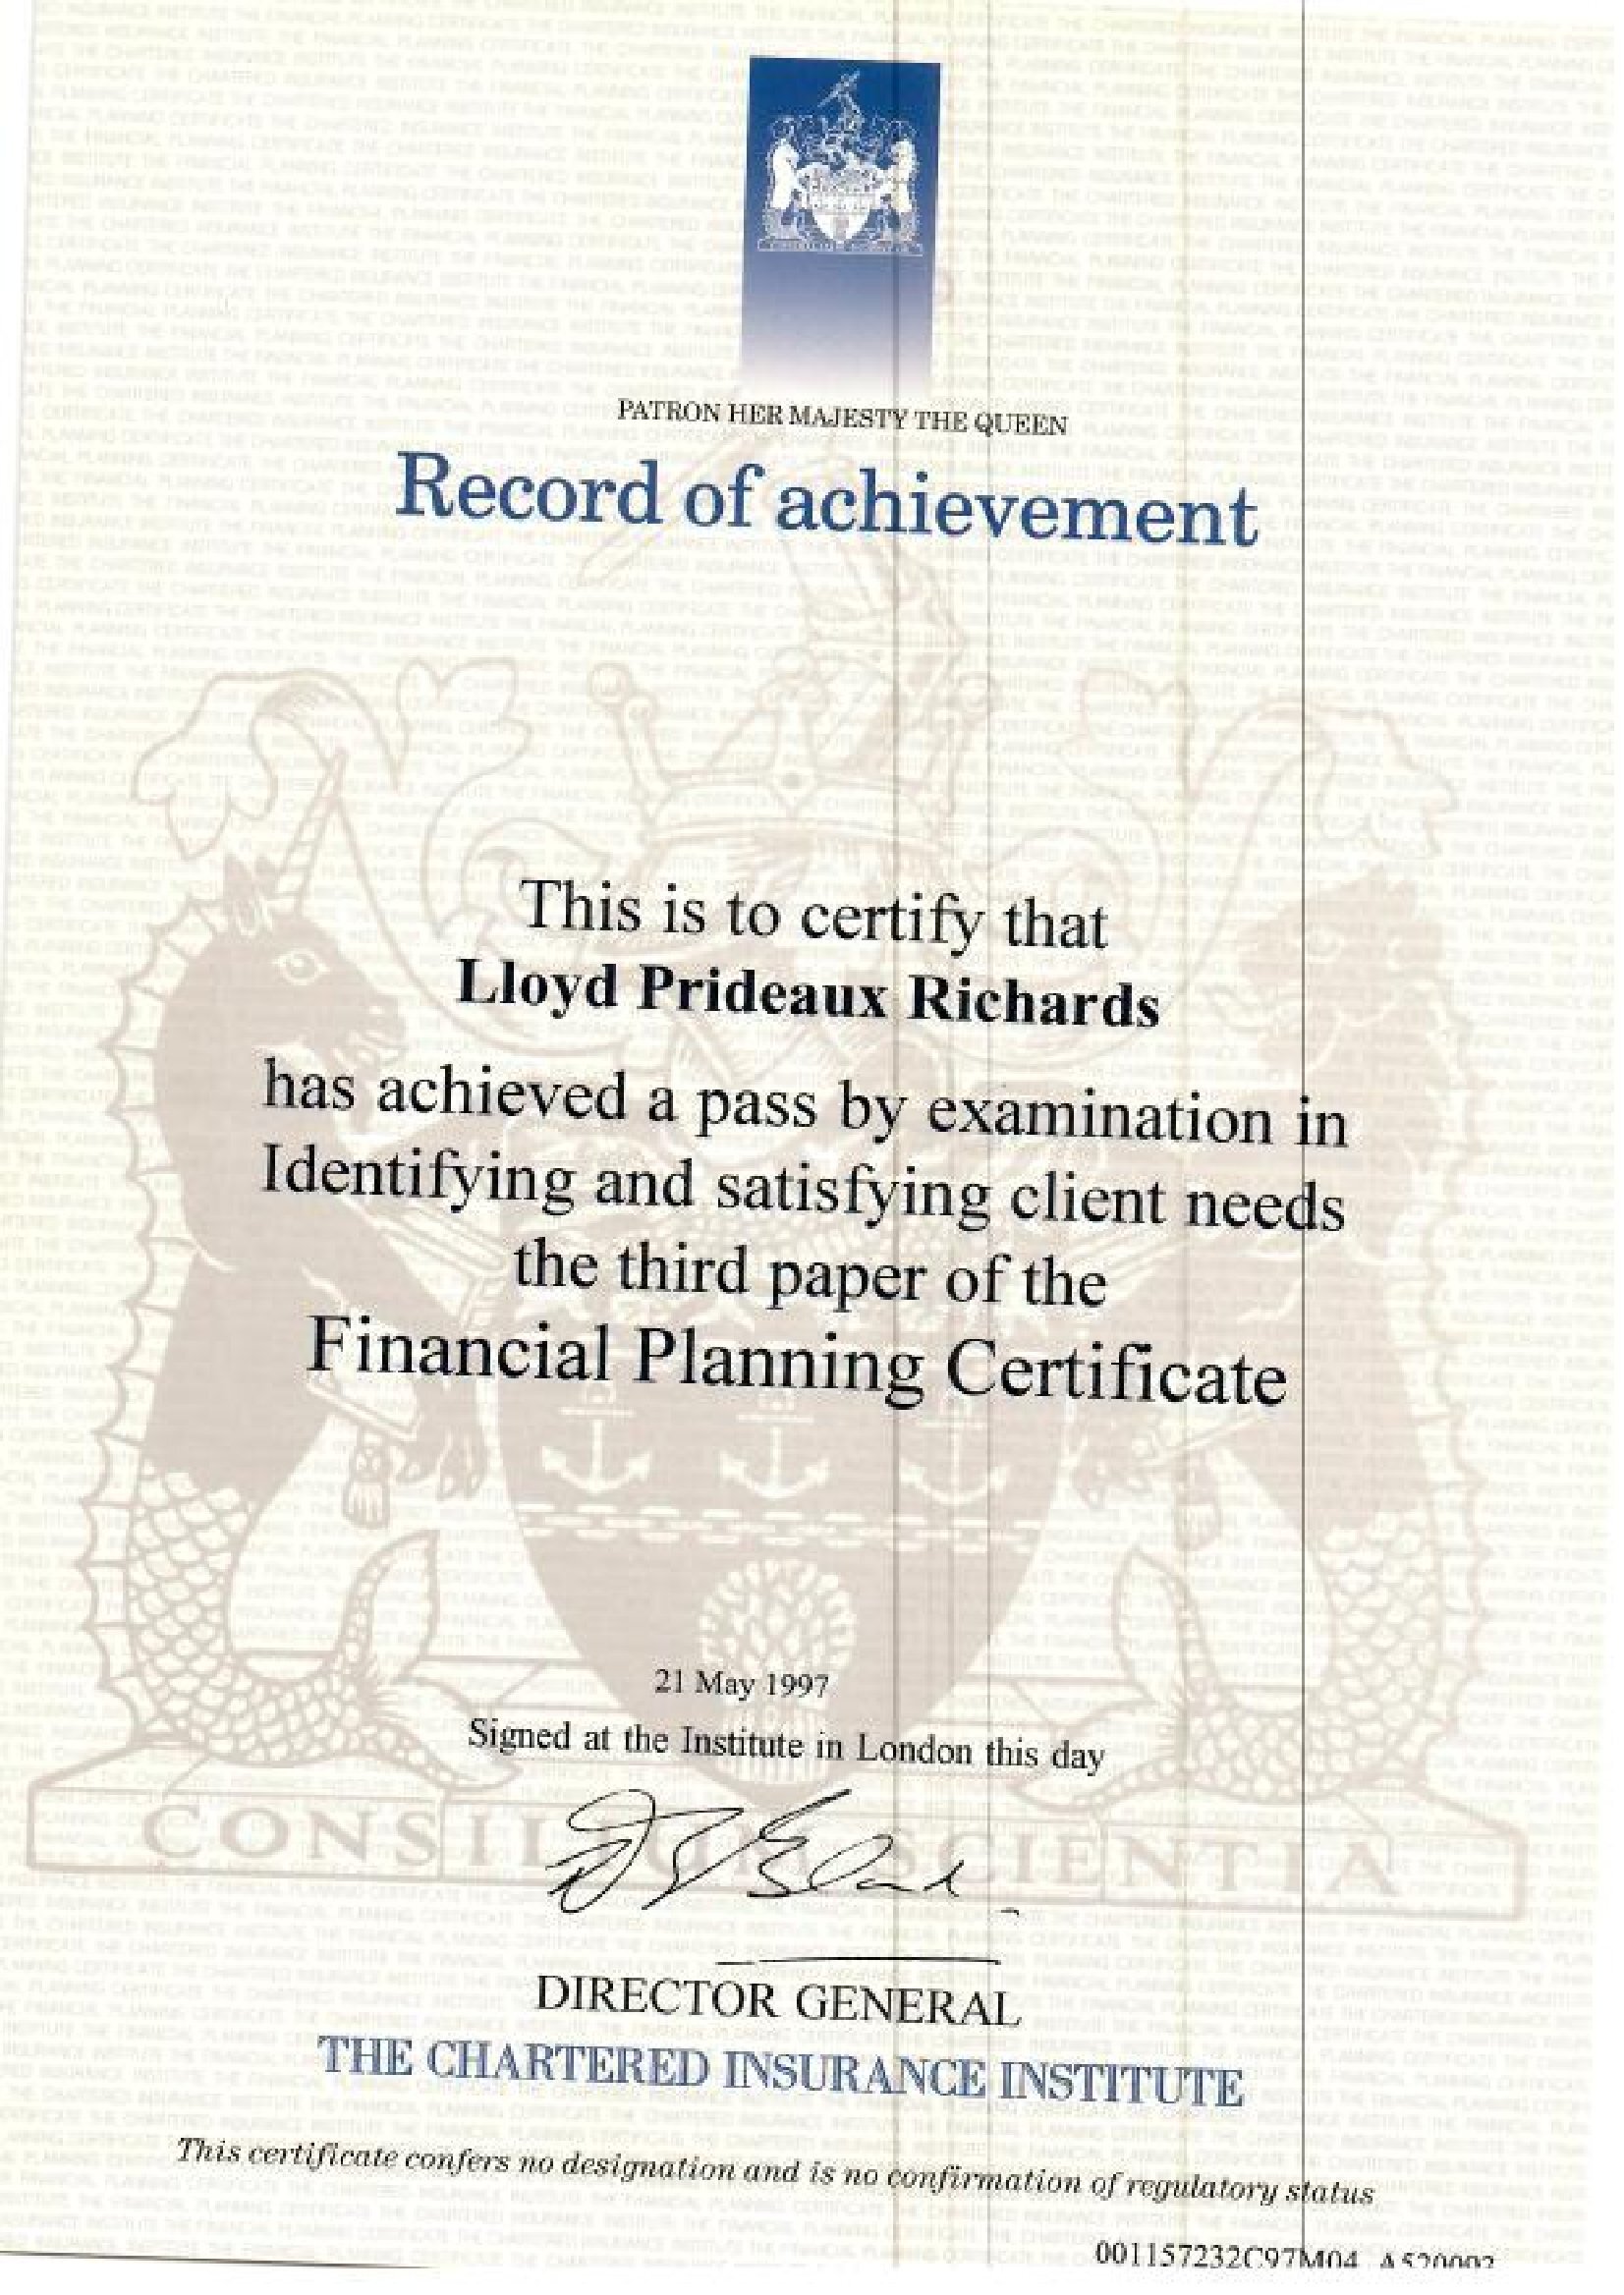 PATRON HER MAJESTY THE QUEEN
Record of achievement
This is to certify that
Lloyd Prideaux Richards
has achieved a pass by examination in
Identifying and satisfying client needs
the third paper of the
Financial Planning Certificate
21 May 1997
Signed at the Institute in London this day
DIRECTOR GENERAL
THE CHARTERED INSURANCE INSTITUTE
This certificate confers no designation and is no confirmation of regulatory status
001157232C97M04